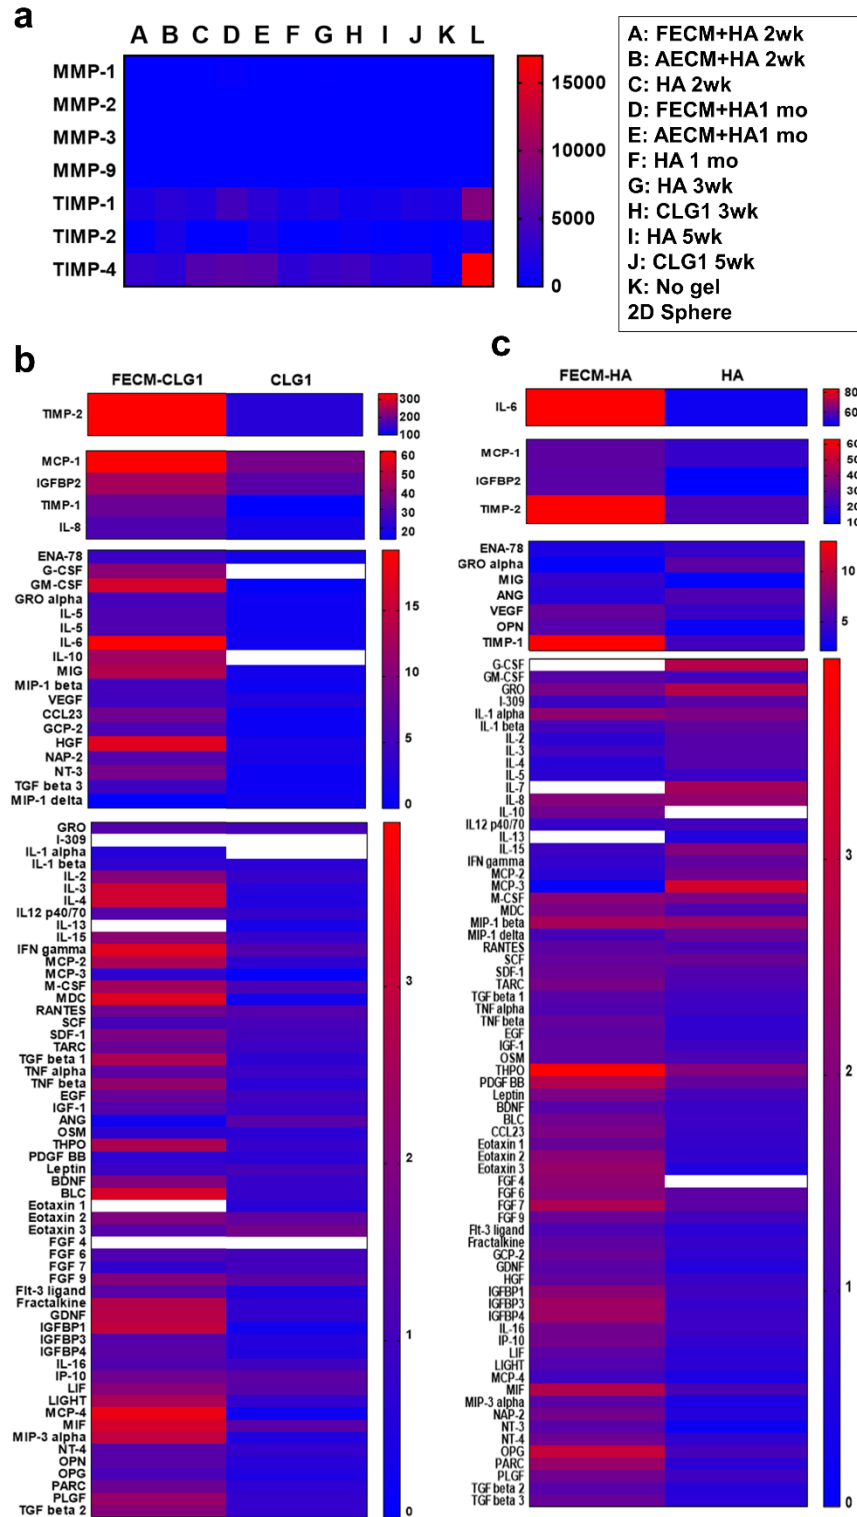 a
A B C D E F G H I J K L
MMP-1
MMP-2
MMP-3
MMP-9
TIMP-1
TIMP-2
TIMP-4
15000
10000
5000
0
A: FECM+HA 2wk
B: AECM+HA 2wk
C: HA 2wk
D: FECM+HA1 mo
E: AECM+HA1 mo
F: HA 1 mo
G: HA 3wk
H: CLG1 3wk
I: HA 5wk
J: CLG1 5wk
K: No gel
2D Sphere
b
FECM-CLG1 CLG1
TIMP-2
300
200
100
MCP-1
IGFBP2
TIMP-1
IL-8
60
50
40
30
20
ENA-78
G-CSF
GM-CSF
GRO alpha
IL-5
IL-5
IL-6
IL-10
MIG
MIP-1 beta
VEGF
CCL23
GCP-2
HGF
NAP-2
NT-3
TGF beta 3
MIP-1 delta
15
10
5
0
GRO
I-309
IL-1 alpha
IL-1 beta
IL-2
IL-3
IL-4
IL12 p40/70
IL-13
IL-15
IFN gamma
MCP-2
MCP-3
M-CSF
MDC
RANTES
SCF
SDF-1
TARC
TGF beta 1
TNF alpha
TNF beta
EGF
IGF-1
ANG
OSM
THPO
PDGF BB
Leptin
BDNF
BLC
Eotaxin 1
Eotaxin 2
Eotaxin 3
FGF 4
FGF 6
FGF 7
FGF 9
Flt-3 ligand
Fractalkine
GDNF
IGFBP1
IGFBP3
IGFBP4
IL-16
IP-10
LIF
LIGHT
MCP-4
MIF
MIP-3 alpha
NT-4
OPN
OPG
PARC
PLGF
TGF beta 2
3
2
1
0
c
FECM-HA HA
IL-6
80
60
MCP-1
IGFBP2
TIMP-2
60
50
40
30
20
10
ENA-78
GRO alpha
MIG
ANG
VEGF
OPN
TIMP-1
10
5
G-CSF
GM-CSF
GRO
I-309
IL-1 alpha
IL-1 beta
IL-2
IL-3
IL-4
IL-5
IL-7
IL-8
IL-10
IL12 p40/70
IL-13
IL-15
IFN gamma
MCP-2
MCP-3
M-CSF
MDC
MIP-1 beta
MIP-1 delta
RANTES
SCF
SDF-1
TARC
TGF beta 1
TNF alpha
TNF beta
EGF
IGF-1
OSM
THPO
PDGF BB
Leptin
BDNF
BLC
CCL23
Eotaxin 1
Eotaxin 2
Eotaxin 3
FGF 4
FGF 6
FGF 7
FGF 9
Flt-3 ligand
Fractalkine
GCP-2
GDNF
HGF
IGFBP1
IGFBP3
IGFBP4
IL-16
IP-10
LIF
LIGHT
MCP-4
MIF
MIP-3 alpha
NAP-2
NT-3
NT-4
OPG
PARC
PLGF
TGF beta 2
TGF beta 3
3
2
1
0